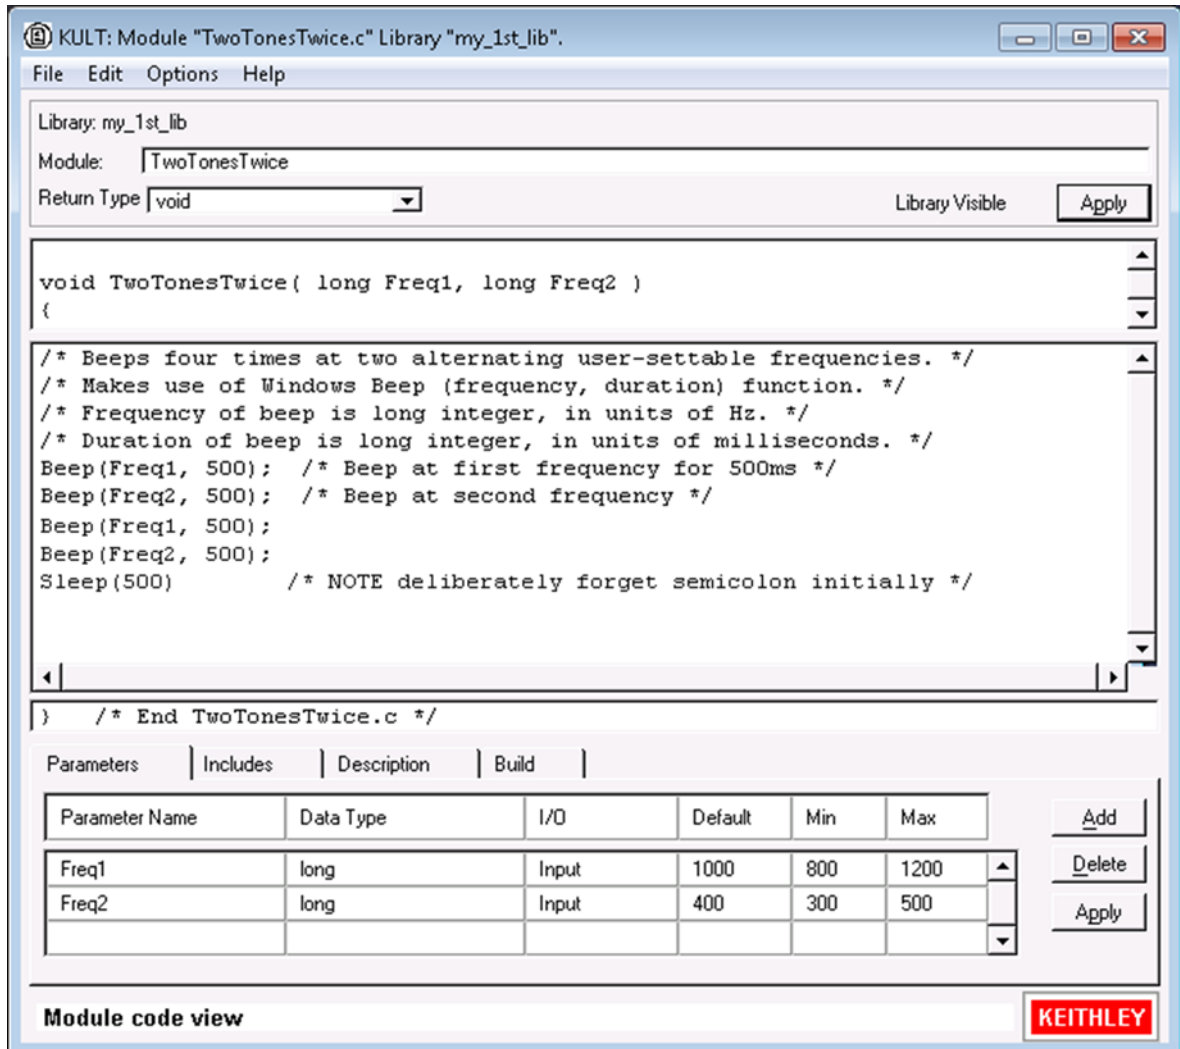 KULT: Module "TwoTonesTwice.c" Library "my_1st_lib".
File Edit Options Help
Library: my_1st_lib
Module: TwoTonesTwice
Return Type void Library Visible Apply
void TwoTonesTwice( long Freq1, long Freq2 )
{
/* Beeps four times at two alternating user-settable frequencies. */
/* Makes use of Windows Beep (frequency, duration) function. */
/* Frequency of beep is long integer, in units of Hz. */
/* Duration of beep is long integer, in units of milliseconds. */
Beep(Freq1, 500); /* Beep at first frequency for 500ms */
Beep(Freq2, 500); /* Beep at second frequency */
Beep(Freq1, 500);
Beep(Freq2, 500);
Sleep(500) /* NOTE deliberately forget semicolon initially */
} /* End TwoTonesTwice.c */
Parameters Includes Description Build
Parameter Name Data Type I/O Default Min Max Add
Freq1 long Input 1000 800 1200 Delete
Freq2 long Input 400 300 500 Apply
Module code view KEITHLEY